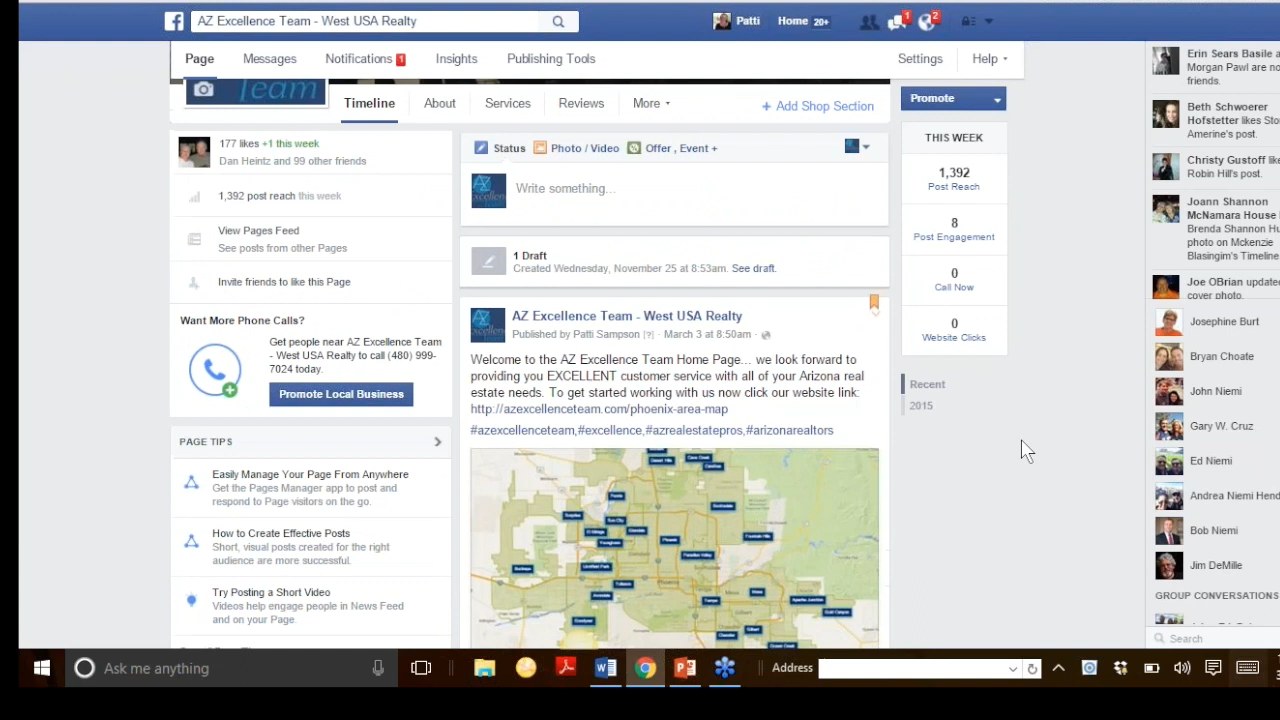 AZ Excellence Team - West USA Realty
Patti
Home 20+
1
2
Page
Messages
Notifications 1
Insights
Publishing Tools
Settings
Help
Team
Timeline
About
Services
Reviews
More
+ Add Shop Section
Promote
177 likes +1 this week
Dan Heintz and 99 other friends
1,392 post reach this week
View Pages Feed
See posts from other Pages
Invite friends to like this Page
Want More Phone Calls?
Get people near AZ Excellence Team
- West USA Realty to call (480) 999-
7024 today.
Promote Local Business
PAGE TIPS
Easily Manage Your Page From Anywhere
Get the Pages Manager app to post and
respond to Page visitors on the go.
How to Create Effective Posts
Short, visual posts created for the right
audience are more successful.
Try Posting a Short Video
Videos help engage people in News Feed
and on your Page.
Status
Photo / Video
Offer , Event +
Write something...
1 Draft
Created Wednesday, November 25 at 8:53am. See draft.
AZ Excellence Team - West USA Realty
Published by Patti Sampson [?] · March 3 at 8:50am ·
Welcome to the AZ Excellence Team Home Page... we look forward to
providing you EXCELLENT customer service with all of your Arizona real
estate needs. To get started working with us now click our website link:
http://azexcellenceteam.com/phoenix-area-map
#azexcellenceteam,#excellence,#azrealestatepros,#arizonarealtors
THIS WEEK
1,392
Post Reach
8
Post Engagement
0
Call Now
0
Website Clicks
Recent
2015
Erin Sears Basile a
Morgan Pawl are no
friends.
Beth Schwoerer
Hofstetter likes Sto
Amerine's post.
Christy Gustoff lik
Robin Hill's post.
Joann Shannon
McNamara House l
Brenda Shannon Hu
photo on Mckenzie
Blasingim's Timeline
Joe OBrian update
cover photo.
Josephine Burt
Bryan Choate
John Niemi
Gary W. Cruz
Ed Niemi
Andrea Niemi Hend
Bob Niemi
Jim DeMille
GROUP CONVERSATIONS
Search
Ask me anything
Address